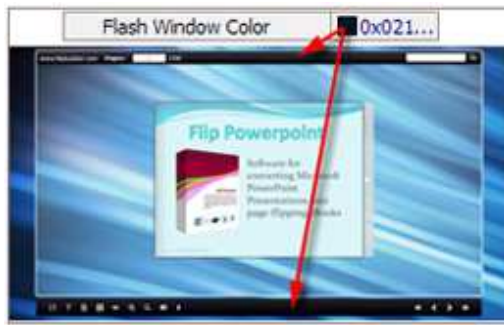 Flash Window Color 0x021...
Flip Powerpoint
Software for
converting Microsoft
PowerPoint
Presentations
page-flipping